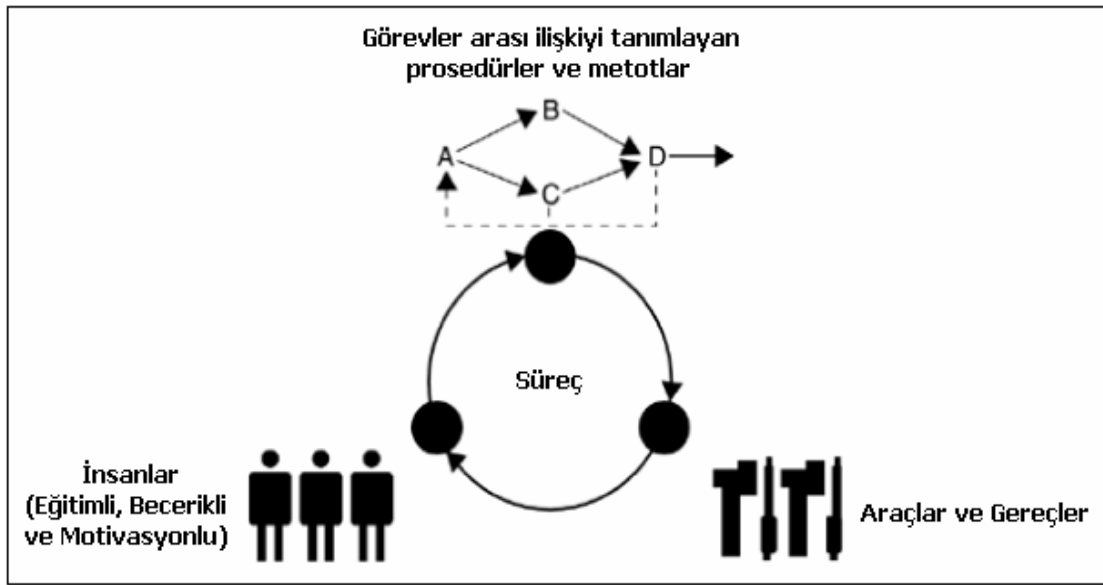 Görevler arası ilişkiyi tanımlayan
prosedürler ve metotlar
B
A
D
C
Süreç
İnsanlar
(Eğitimli, Becerikli
ve Motivasyonlu)
Araçlar ve Gereçler